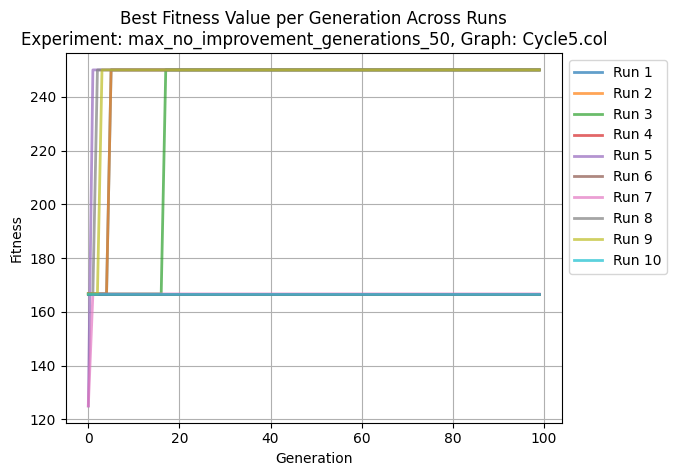 Best Fitness Value per Generation Across Runs
Experiment: max_no_improvement_generations_50, Graph: Cycle5.col
Fitness
240
220
200
180
160
140
120
0
20
40
60
80
100
Generation
Run 1
Run 2
Run 3
Run 4
Run 5
Run 6
Run 7
Run 8
Run 9
Run 10